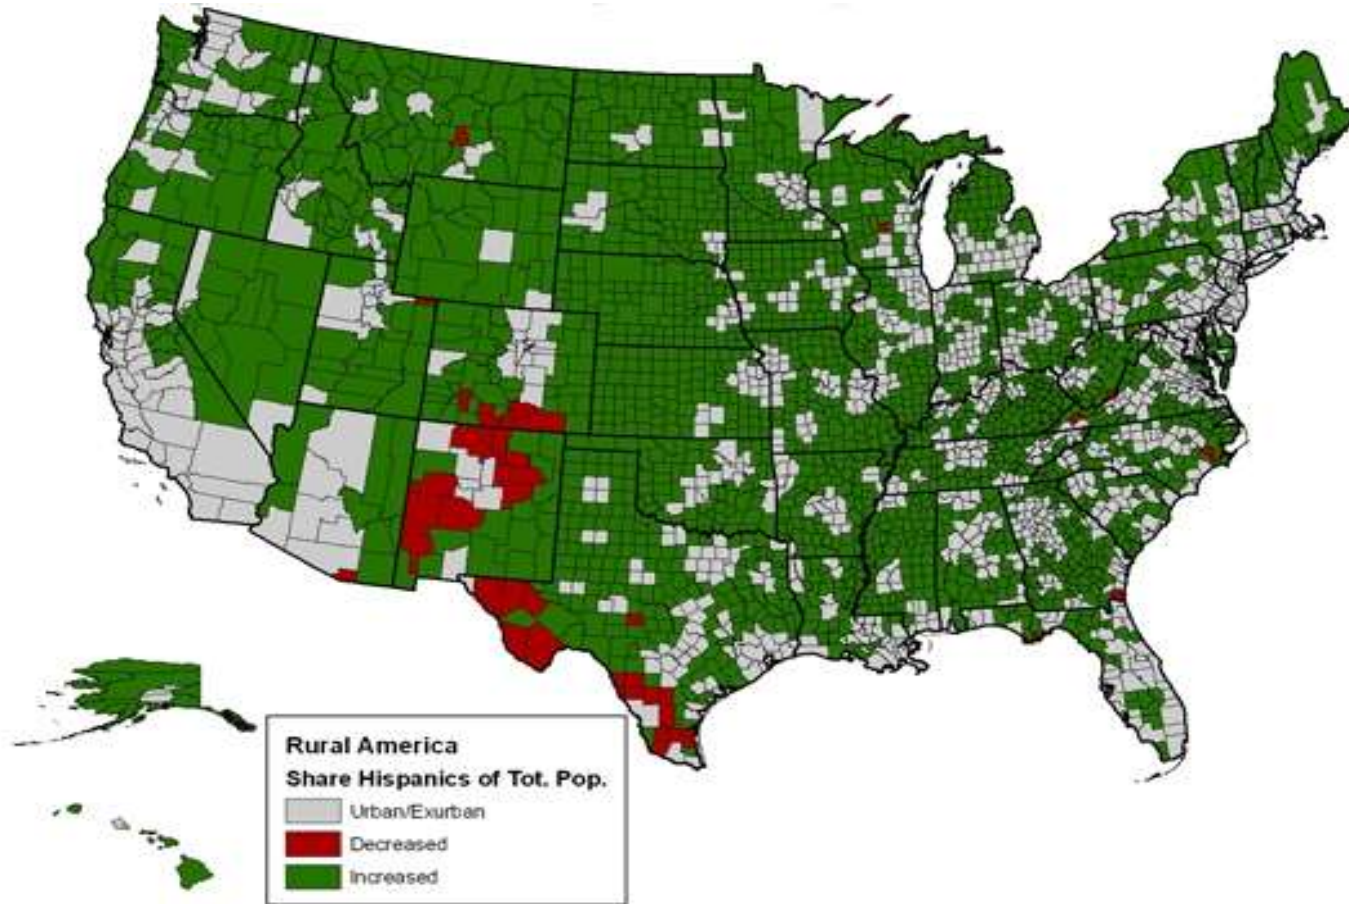 Rural America
Share Hispanics of Tot. Pop.
Urban/Exurban
Decreased
Increased